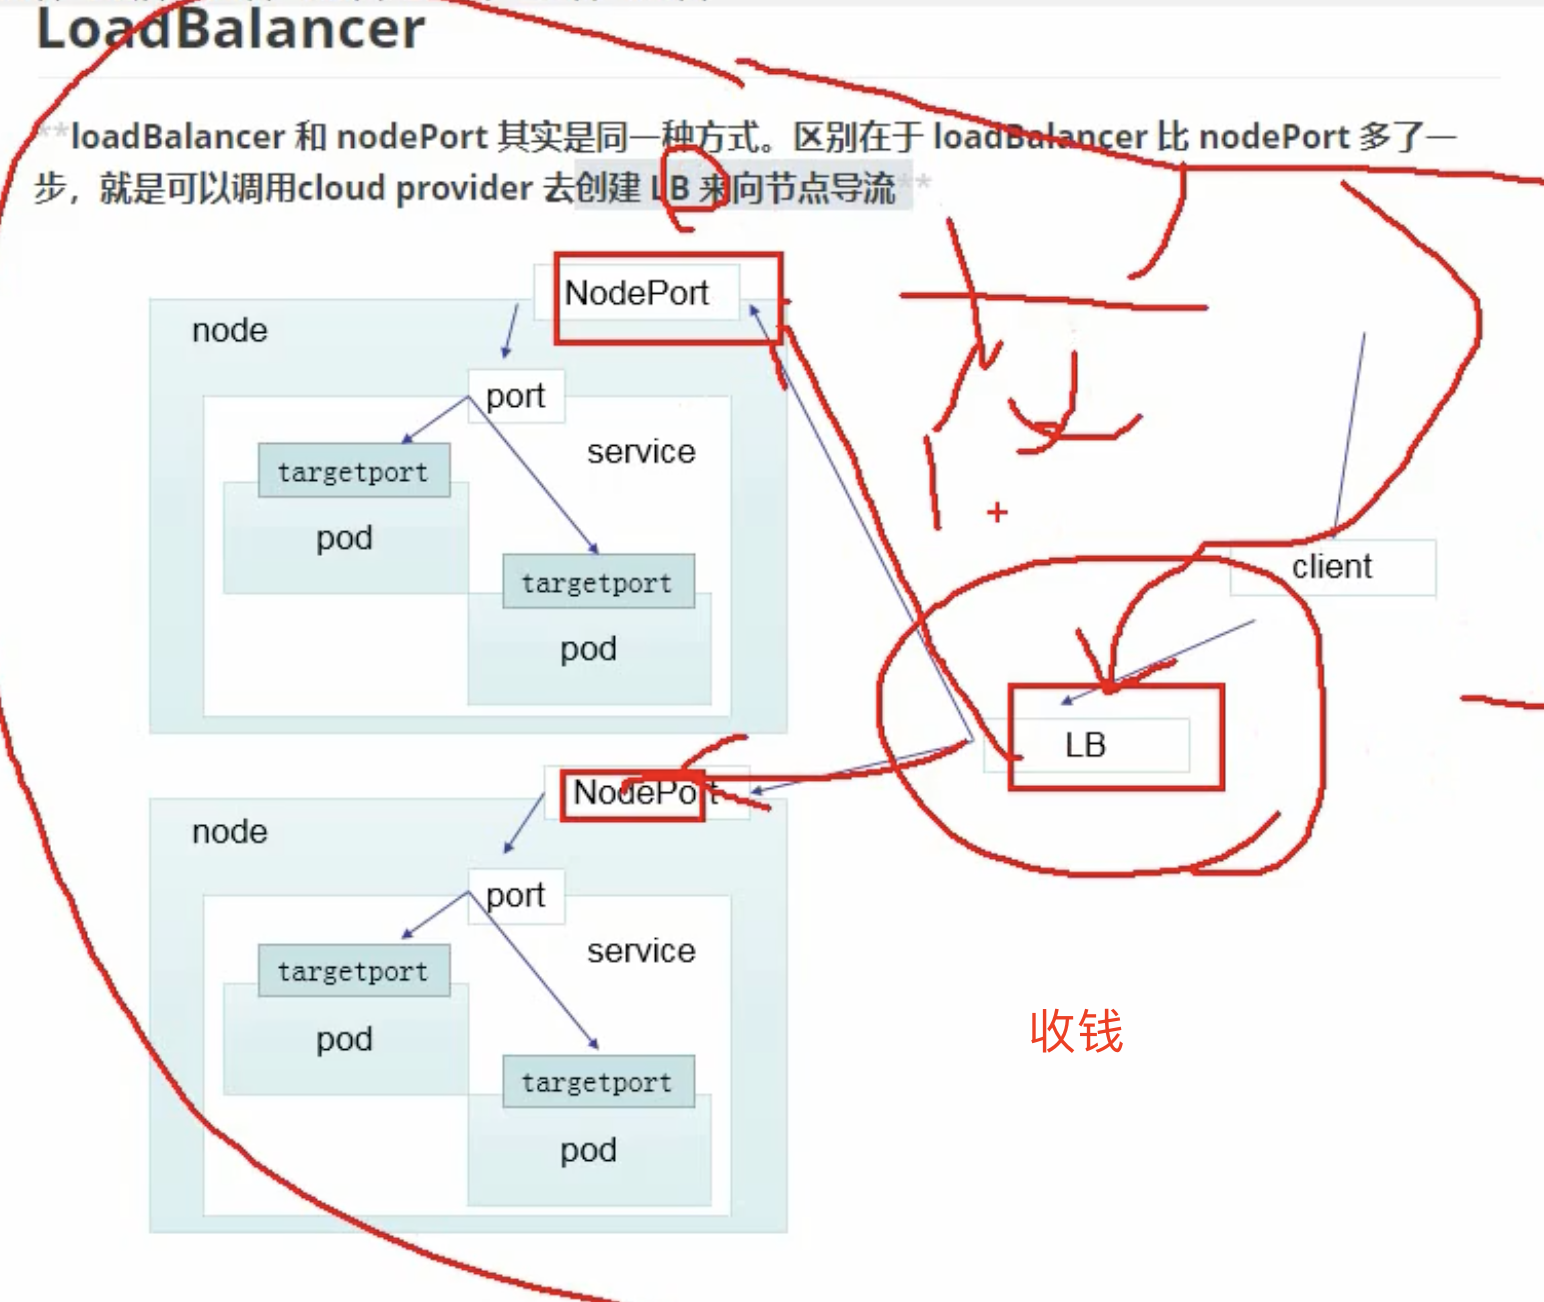 LoadBalancer
**loadBalancer 和 nodePort 其实是同一种方式。区别在于 loadBalancer 比 nodePort 多了一
步，就是可以调用cloud provider 去创建 LB 来向节点导流**
NodePort
node
port
service
targetport
pod
targetport
pod
client
LB
NodePort
node
port
service
targetport
pod
targetport
pod
收钱